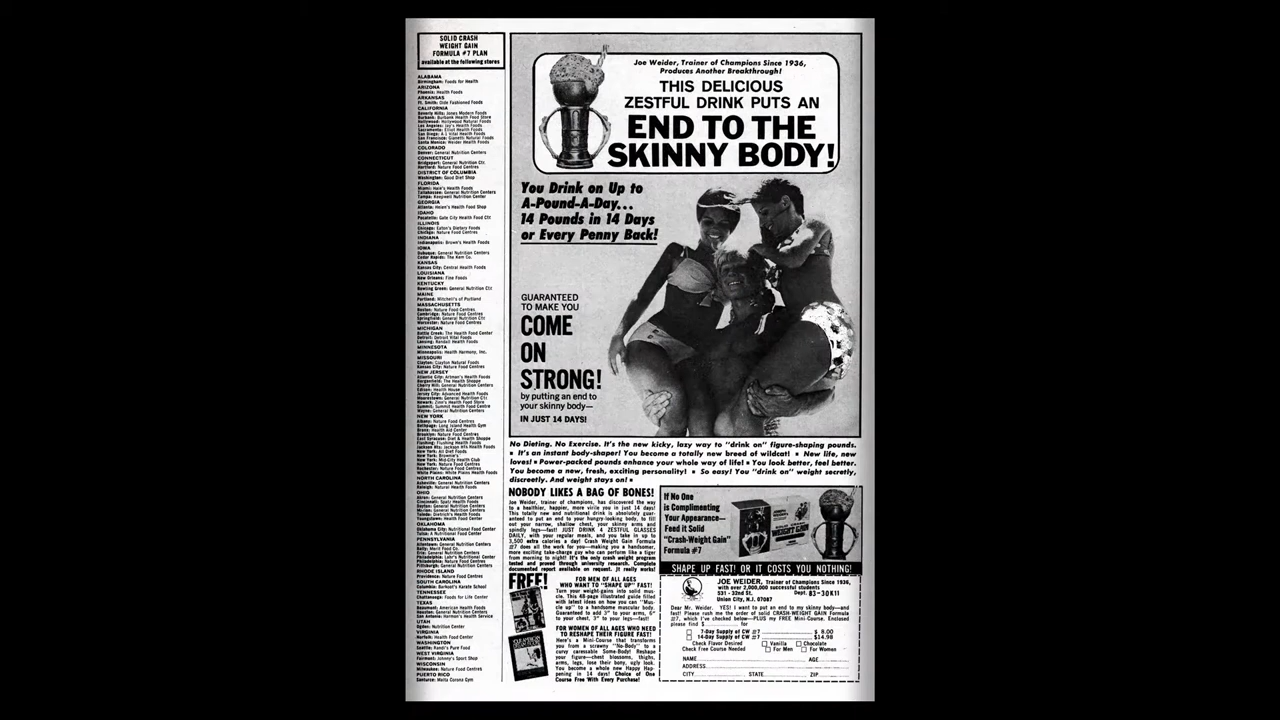 SOLID CRASH
WEIGHT GAIN
FORMULA #7 PLAN
available at the following stores
ALABAMA
Birmingham: Foods for Health
ARIZONA
Phoenix: Health Foods
ARKANSAS
Ft. Smith: Olde Fashioned Foods
CALIFORNIA
Beverly Hills: Jones Modern Foods
Burbank: Burbank Health Food Store
Hollywood: Hollywood Natural Foods
Los Angeles: Jay's Health Foods
Sacramento: Elliot Health Foods
San Diego: A-1 Vital Health Foods
San Francisco: Gianetti Natural Foods
Santa Monica: Weider Health Foods
COLORADO
Denver: General Nutrition Centers
CONNECTICUT
Bridgeport: General Nutrition Ctr.
Hartford: Nature Food Centres
DISTRICT OF COLUMBIA
Washington: Good Diet Shop
FLORIDA
Miami: Hale's Health Foods
Tallahassee: General Nutrition Centers
Tampa: Keepwell Nutrition Center
GEORGIA
Atlanta: Helen's Health Food Shop
IDAHO
Pocatello: Gate City Health Food Ctr
ILLINOIS
Chicago: Eaton's Dietary Foods
Chicago: Nature Food Centres
INDIANA
Indianapolis: Brown's Health Foods
IOWA
Dubuque: General Nutrition Centers
Cedar Rapids: The Kern Co.
KANSAS
Kansas City: Central Health Foods
LOUISIANA
New Orleans: Fine Foods
KENTUCKY
Bowling Green: General Nutrition Ctr
MAINE
Portland: Mitchell's of Portland
MASSACHUSETTS
Boston: Nature Food Centres
Cambridge: Nature Food Centres
Springfield: General Nutrition Ctr
Worcester: Nature Food Centres
MICHIGAN
Battle Creek: The Health Food Center
Detroit: Detroit Vital Foods
Lansing: Randall Health Foods
MINNESOTA
Minneapolis: Health Harmony, Inc.
MISSOURI
Clayton: Clayton Natural Foods
Kansas City: Nature Food Centres
NEW JERSEY
Atlantic City: Artman's Health Foods
Bergenfield: The Health Shoppe
Cherry Hill: General Nutrition Centers
Edison: Health House
Jersey City: Advanced Health Foods
Moorestown: General Nutrition Ctr.
Newark: Zinn's Health Food Store
Summit: Summit Health Food Centre
Wayne: General Nutrition Centers
NEW YORK
Albany: Nature Food Centres
Bethpage: Long Island Health Gym
Bronx: Health Aid Center
Brooklyn: Nature Food Centres
East Syracuse: Diet & Health Shoppe
Flushing: Flushing Health Foods
Jackson Hts: Jackson Hts Health Foods
New York: All Diet Foods
New York: Brownie's
New York: Mid-City Health Club
New York: Nature Food Centres
Rochester: Nature Food Centres
White Plains: White Plains Health Foods
NORTH CAROLINA
Asheville: General Nutrition Centers
Raleigh: Natural Health Foods
OHIO
Akron: General Nutrition Centers
Cincinnati: Spatz Health Foods
Dayton: General Nutrition Centers
Toledo: Dietrich's Health Foods
Youngstown: Health Food Center
OKLAHOMA
Oklahoma City: Nutritional Food Center
Tulsa: A Nutritional Food Center
PENNSYLVANIA
Allentown: General Nutrition Centers
Erie: General Nutrition Centers
Philadelphia: Nature Food Centres
Pittsburgh: General Nutrition Centers
RHODE ISLAND
Providence: Nature Food Centres
SOUTH CAROLINA
Columbia: Barkoot's Karate School
TENNESSEE
Chattanooga: Foods for Life Center
TEXAS
Beaumont: American Health Foods
Houston: General Nutrition Centers
San Antonio: Herman's Health Service
UTAH
Ogden: Nutrition Center
VIRGINIA
Norfolk: Health Food Center
WASHINGTON
Seattle: Randi's Pure Food
WEST VIRGINIA
Fairmont: Johnny's Sport Shop
WISCONSIN
Milwaukee: Nature Food Centres
PUERTO RICO
Santurce: Malta Corona Gym
Joe Weider, Trainer of Champions Since 1936,
Produces Another Breakthrough!
THIS DELICIOUS
ZESTFUL DRINK PUTS AN
END TO THE
SKINNY BODY!
You Drink on Up to
A-Pound-A-Day...
14 Pounds in 14 Days
or Every Penny Back!
GUARANTEED
TO MAKE YOU
COME
ON
STRONG!
by putting an end to
your skinny body—
IN JUST 14 DAYS!
No Dieting. No Exercise. It's the new kicky, lazy way to "drink on" figure-shaping pounds.
▪ It's an instant body-shaper! You become a totally new breed of wildcat! ▪ New life, new
loves! ▪ Power-packed pounds enhance your whole way of life! ▪ You look better, feel better.
You become a new, fresh, exciting personality! ▪ So easy! You "drink on" weight secretly,
discreetly. And weight stays on! ▪
NOBODY LIKES A BAG OF BONES!
Joe Weider, trainer of champions, has discovered the way
to a healthier, happier, more virile you in just 14 days!
This totally new and nutritional drink is absolutely guar-
anteed to put an end to your hungry-looking body, to fill
out your narrow, shallow chest, your skinny arms and
spindly legs—fast! JUST DRINK 4 ZESTFUL GLASSES
DAILY, with your regular meals, and you take in up to
3,500 extra calories a day! Crash Weight Gain Formula
#7 does all the work for you—making you a handsomer,
more exciting take-charge guy who can perform like a tiger
from morning to night! It's the only crash weight program
tested and proven through university research. Complete
documented report available on request. It really works!
FREE!
FOR MEN OF ALL AGES
WHO WANT TO "SHAPE UP" FAST!
Turn your weight-gains into solid mus-
cle. This 48-page illustrated guide filled
with latest ideas on how you can "Mus-
cle up" to a handsome muscular body.
Guaranteed to add 3" to your arms, 6"
to your chest, 3" to your legs—fast!
FOR WOMEN OF ALL AGES WHO NEED
TO RESHAPE THEIR FIGURE FAST!
Here's a Mini-Course that transforms
you from a scrawny "No-Body" to a
curvy caressable Some-Body! Reshape
your figure—chest blossoms, thighs,
arms, legs, lose their bony, ugly look.
You become a whole new Happy Hap-
pening in 14 days! Choice of One
Course Free With Every Purchase!
If No One
is Complimenting
Your Appearance—
Feed it Solid
"Crash-Weight Gain"
Formula #7
SHAPE UP FAST! OR IT COSTS YOU NOTHING!
JOE WEIDER, Trainer of Champions Since 1936,
with over 2,000,000 successful students
531 - 32nd St. Dept. 83-30K11
Union City, N.J. 07087
Dear Mr. Weider. YES! I want to put an end to my skinny body—and
fast! Please rush me the order of solid CRASH-WEIGHT GAIN Formula
#7, which I've checked below—PLUS my FREE Mini-Course. Enclosed
please find $ for
7-Day Supply of CW #7 $ 8.00
14-Day Supply of CW #7 $14.98
Check Flavor Desired Vanilla Chocolate
Check Free Course Needed For Men For Women
NAME AGE
ADDRESS
CITY STATE ZIP